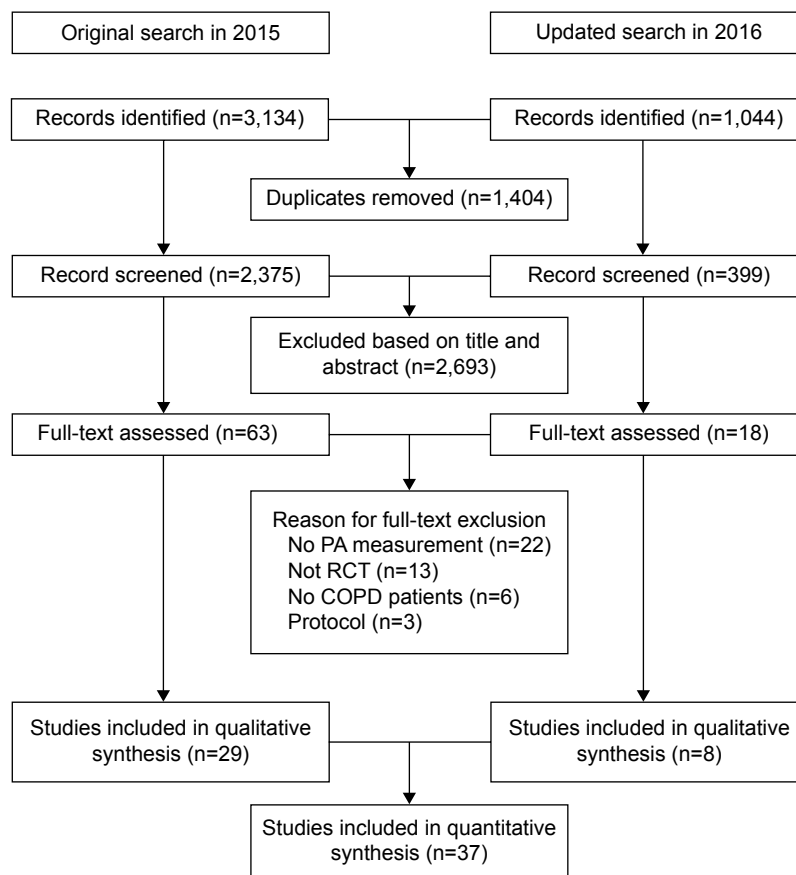 Original search in 2015
Updated search in 2016
Records identified (n=3,134)
Records identified (n=1,044)
Duplicates removed (n=1,404)
Record screened (n=2,375)
Record screened (n=399)
Excluded based on title and
abstract (n=2,693)
Full-text assessed (n=63)
Full-text assessed (n=18)
Reason for full-text exclusion
No PA measurement (n=22)
Not RCT (n=13)
No COPD patients (n=6)
Protocol (n=3)
Studies included in qualitative
synthesis (n=29)
Studies included in qualitative
synthesis (n=8)
Studies included in quantitative
synthesis (n=37)